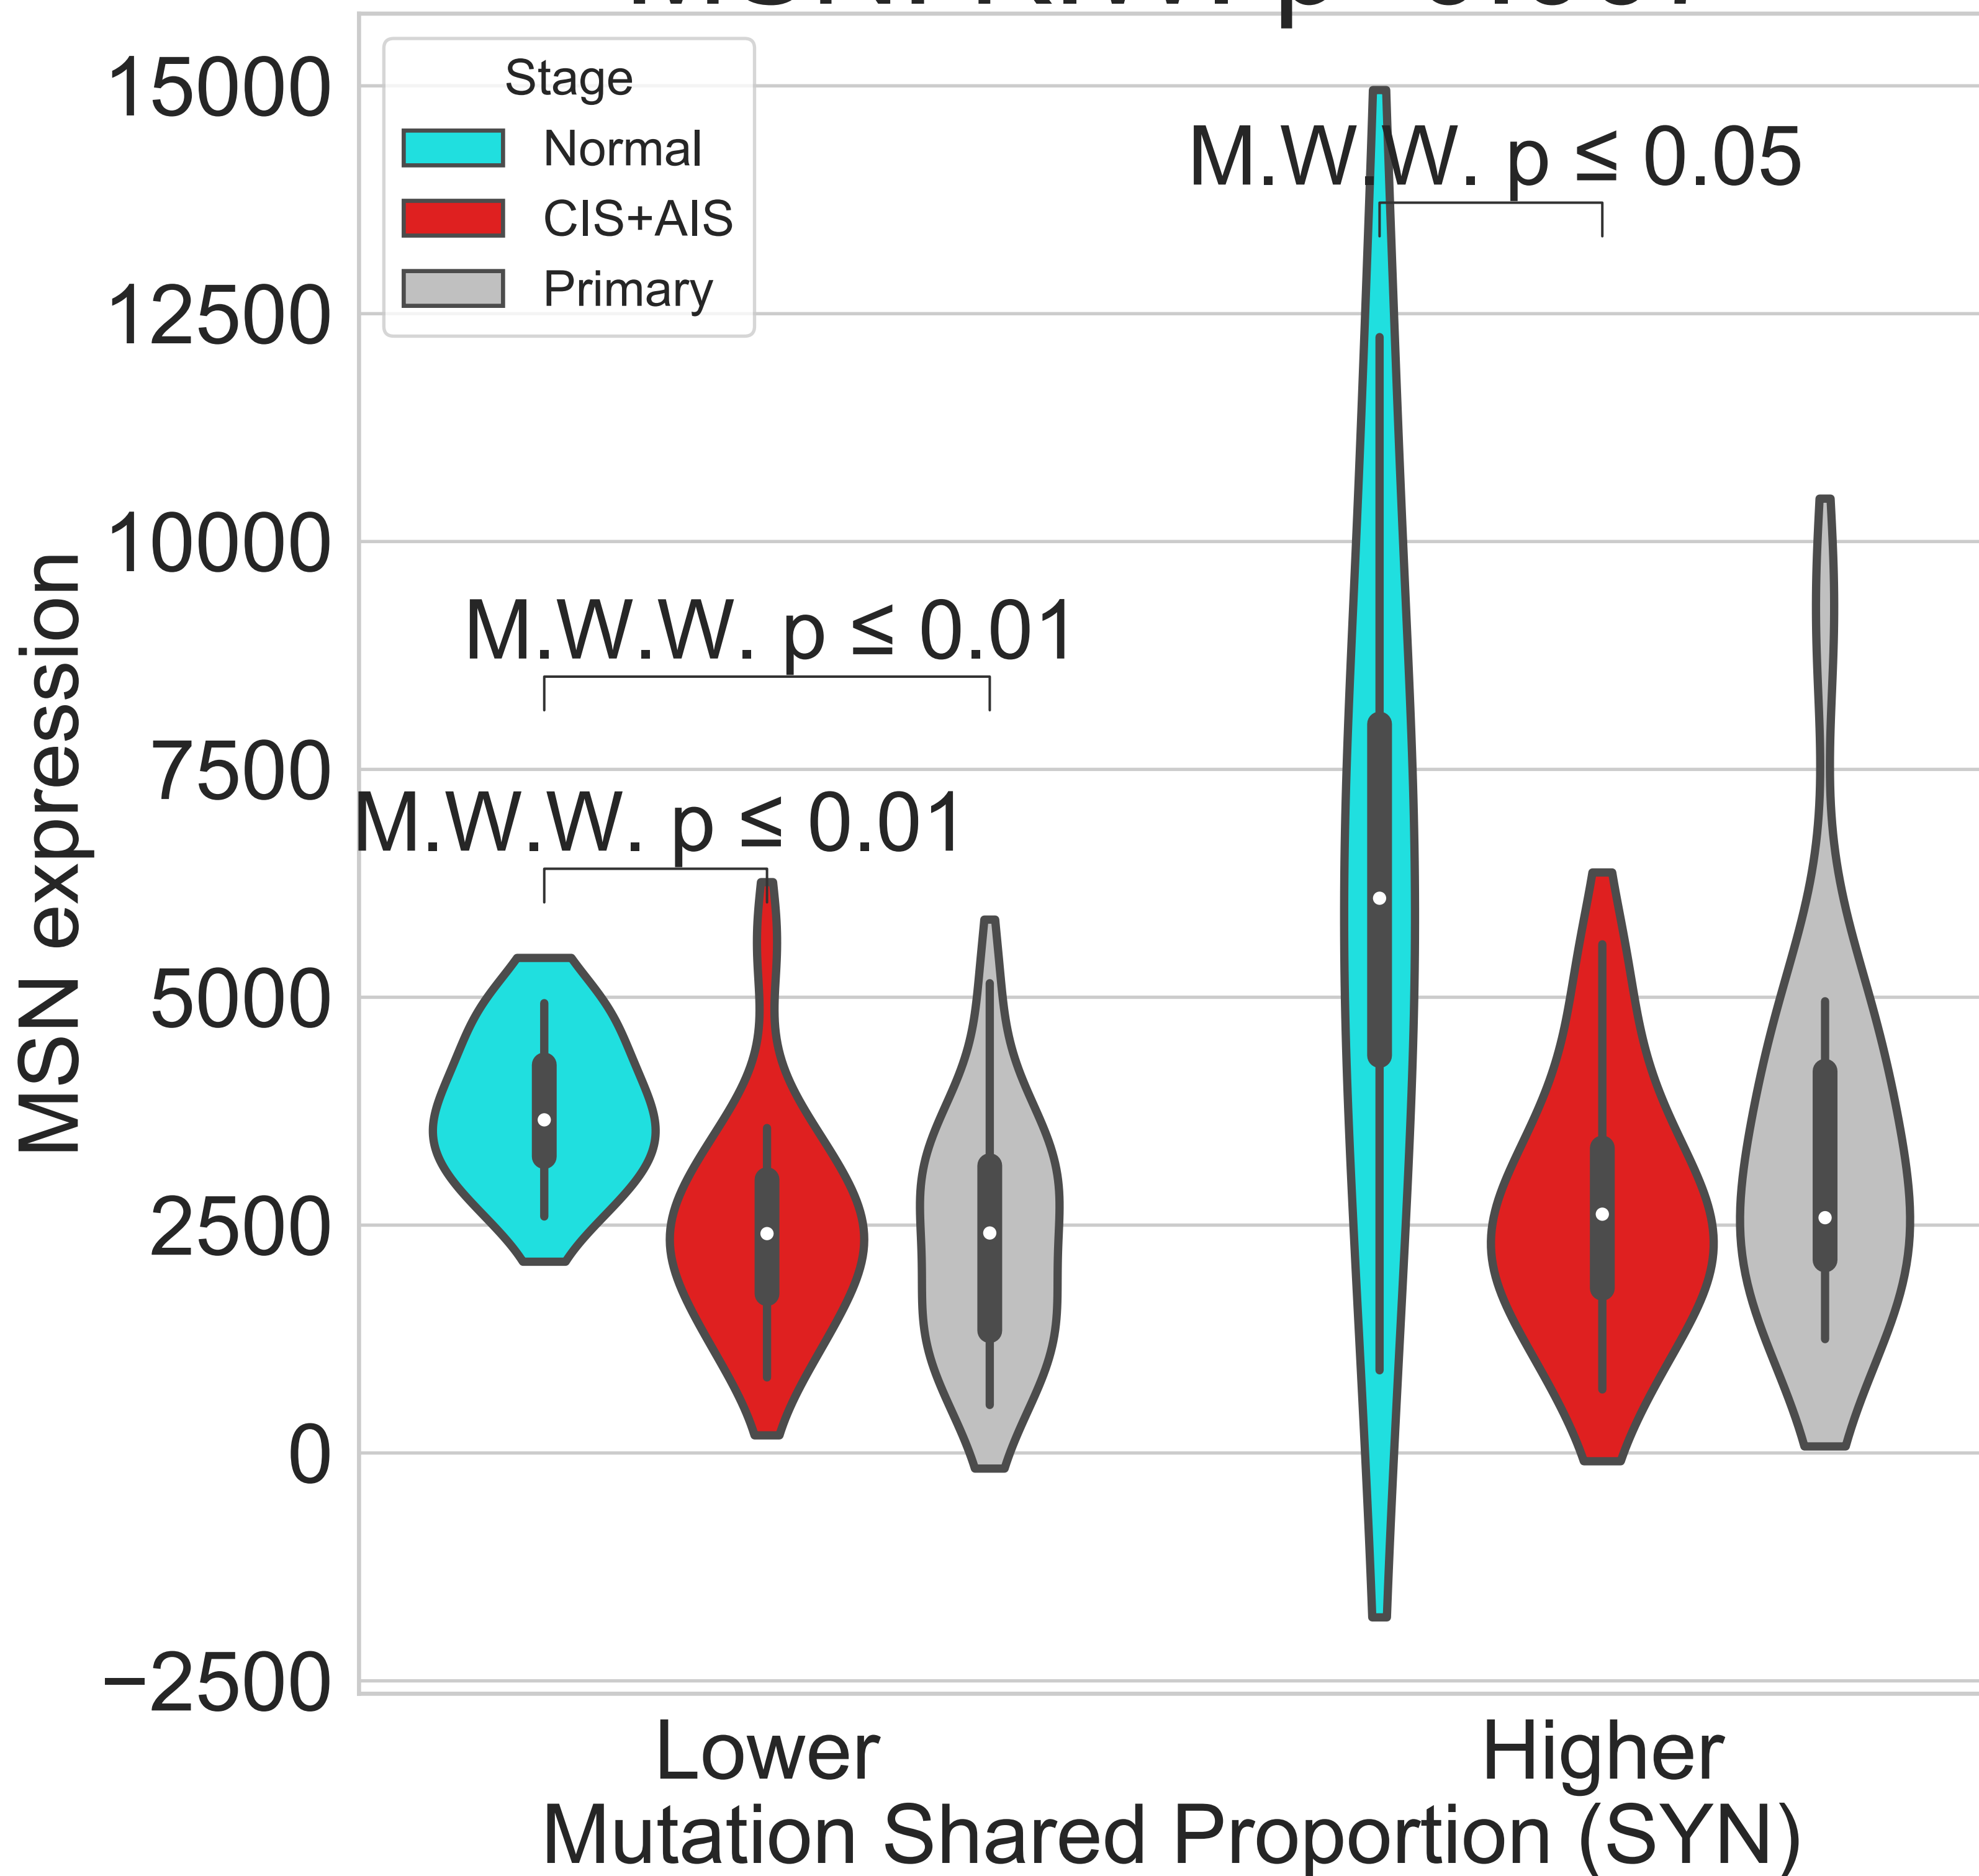 15000
12500
10000
7500
5000
2500
0
−2500
MSN expression
Stage
Normal
CIS+AIS
Primary
M.W.W. p ≤ 0.05
M.W.W. p ≤ 0.01
M.W.W. p ≤ 0.01
Lower
Higher
Mutation Shared Proportion (SYN)